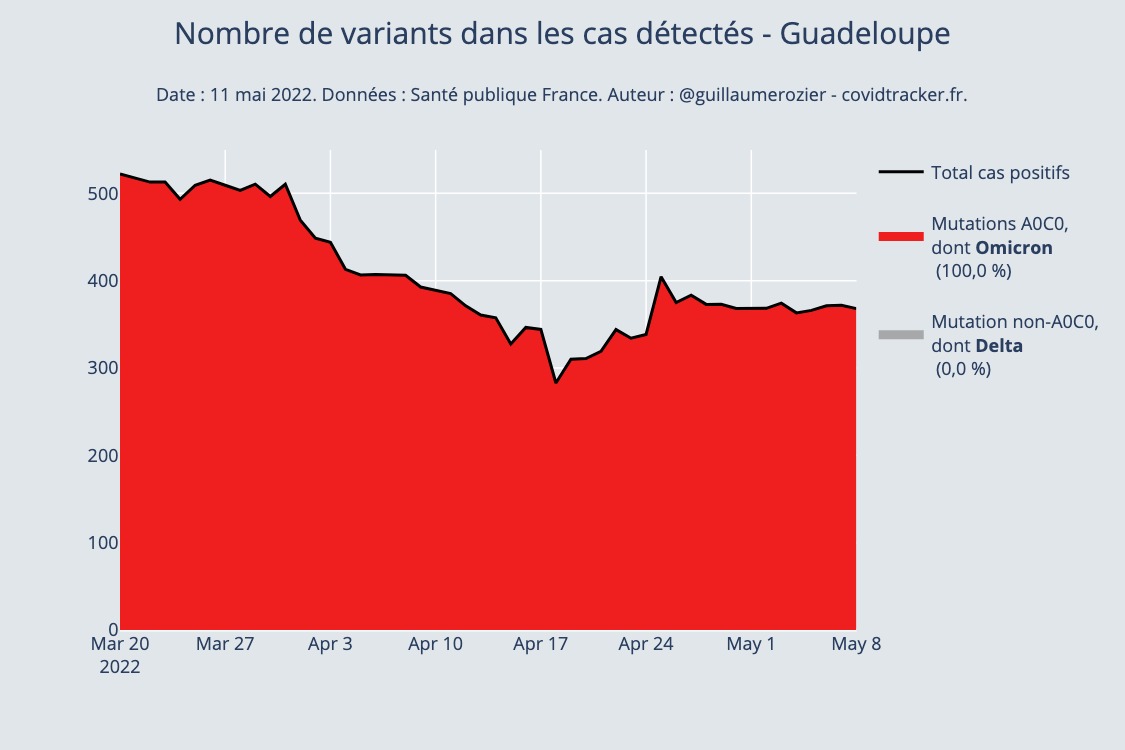 Nombre de variants dans les cas détectés - Guadeloupe
Date : 11 mai 2022. Données : Santé publique France. Auteur : @guillaumerozier - covidtracker.fr.
500
400
300
200
100
0
Mar 20
2022
Mar 27
Apr 3
Apr 10
Apr 17
Apr 24
May 1
May 8
Total cas positifs
Mutations A0C0,
dont Omicron
(100,0 %)
Mutation non-A0C0,
dont Delta
(0,0 %)